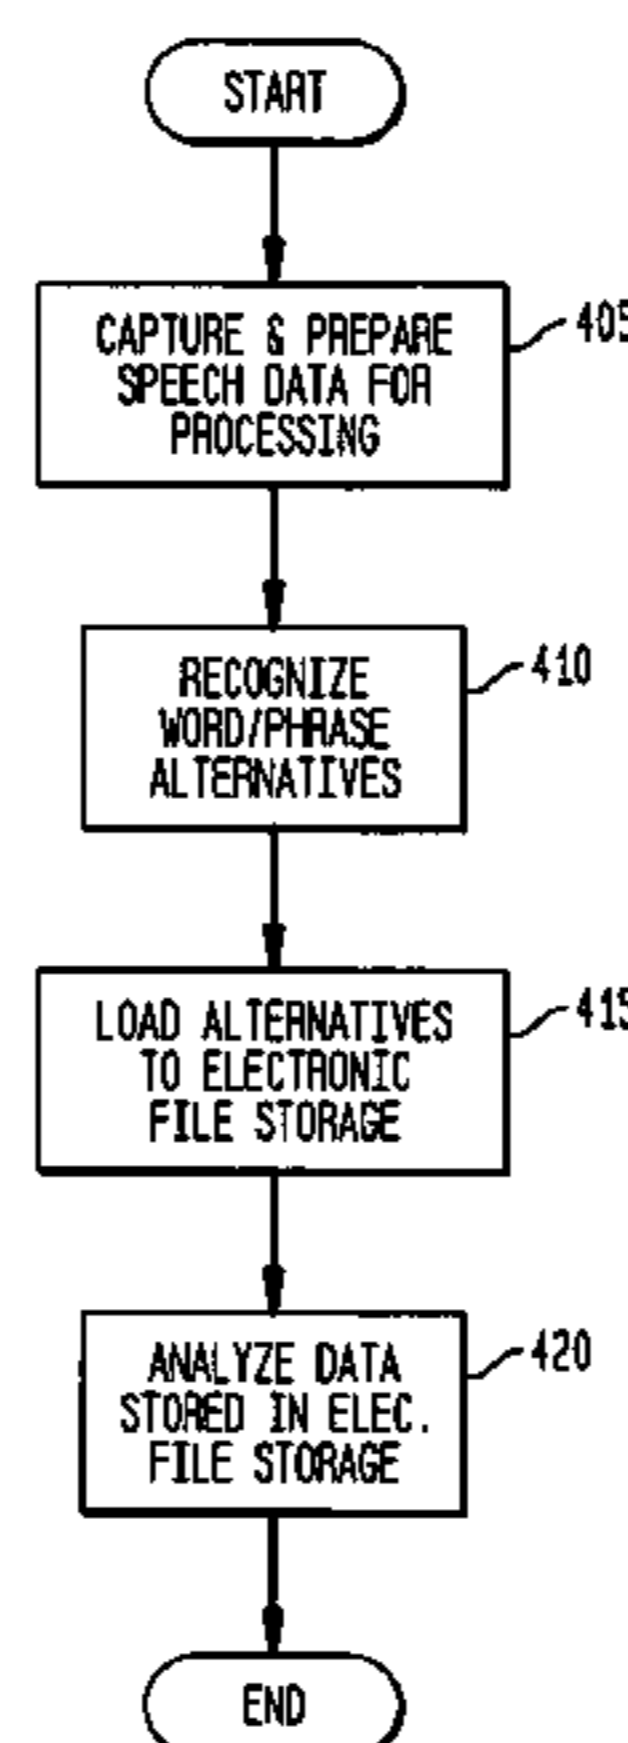 START
CAPTURE & PREPARE
SPEECH DATA FOR
PROCESSING
405
RECOGNIZE
WORD/PHRASE
ALTERNATIVES
410
LOAD ALTERNATIVES
TO ELECTRONIC
FILE STORAGE
415
ANALYZE DATA
STORED IN ELEC.
FILE STORAGE
420
END